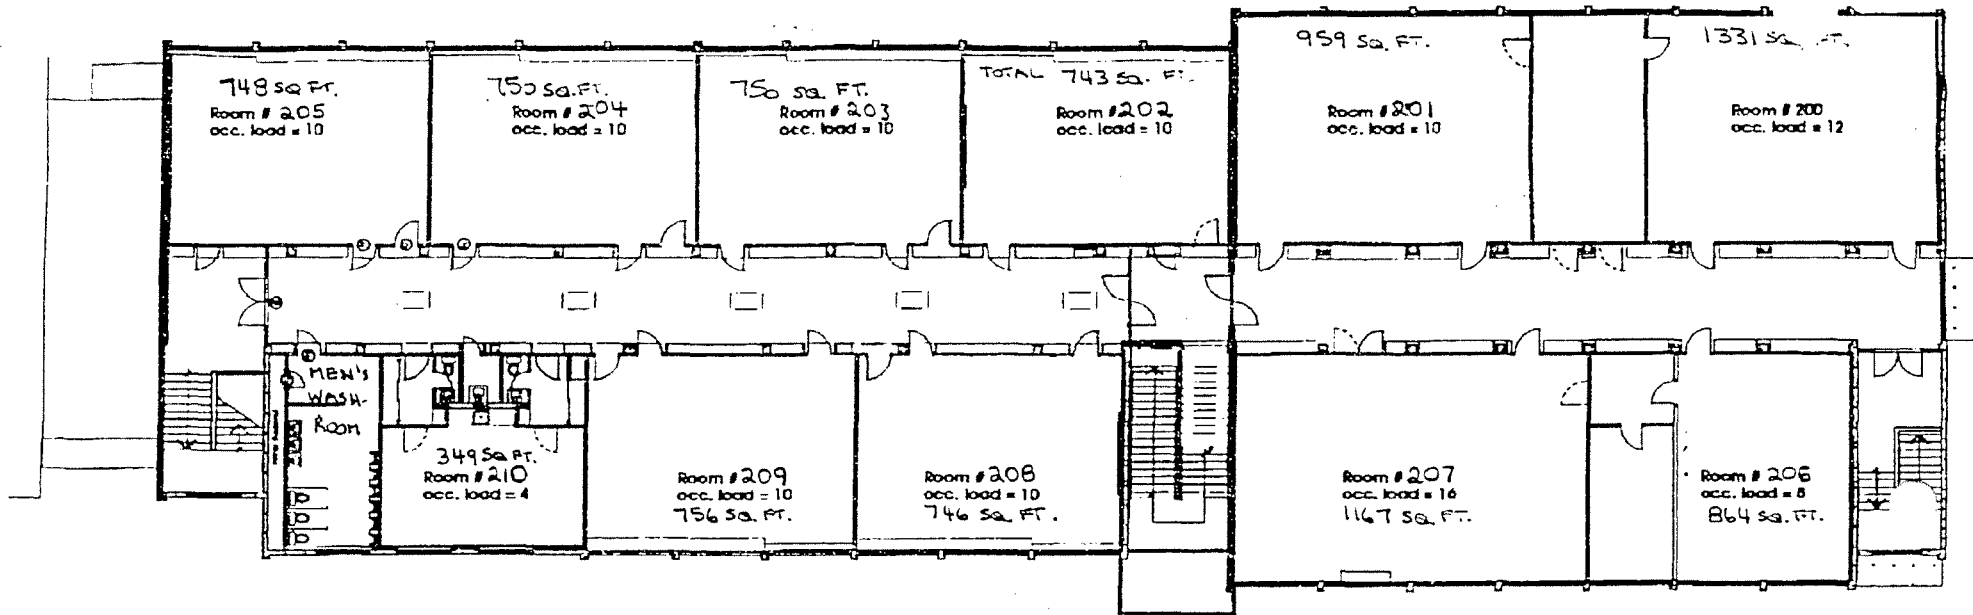 748 SQ FT.
Room # 205
occ. load = 10
750 SQ.FT.
Room # 204
occ. load = 10
750 SQ. FT.
Room # 203
occ. load = 10
TOTAL 743 SQ. FT.
Room # 202
occ. load = 10
959 SQ. FT.
Room # 201
occ. load = 10
1331 SQ. FT.
Room # 200
occ. load = 12
MEN'S
WASH-
ROOM
349 SQ FT.
Room # 210
occ. load = 4
Room # 209
occ. load = 10
756 SQ. FT.
Room # 208
occ. load = 10
746 SQ. FT.
Room # 207
occ. load = 16
1167 SQ. FT.
Room # 206
occ. load = 8
864 SQ. FT.